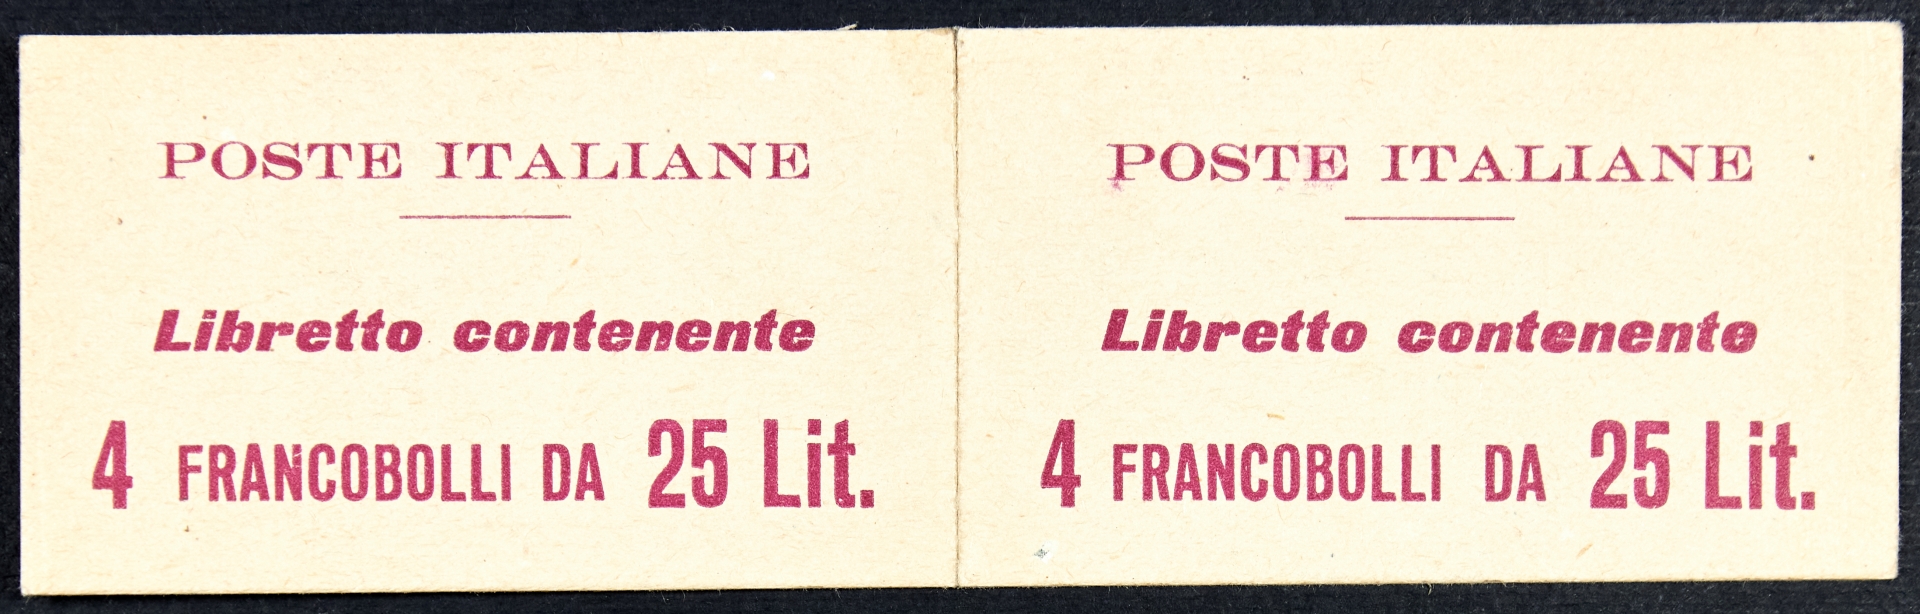 POSTE ITALIANE
Libretto contenente
4 FRANCOBOLLI DA 25 Lit.
POSTE ITALIANE
Libretto contenente
4 FRANCOBOLLI DA 25 Lit.